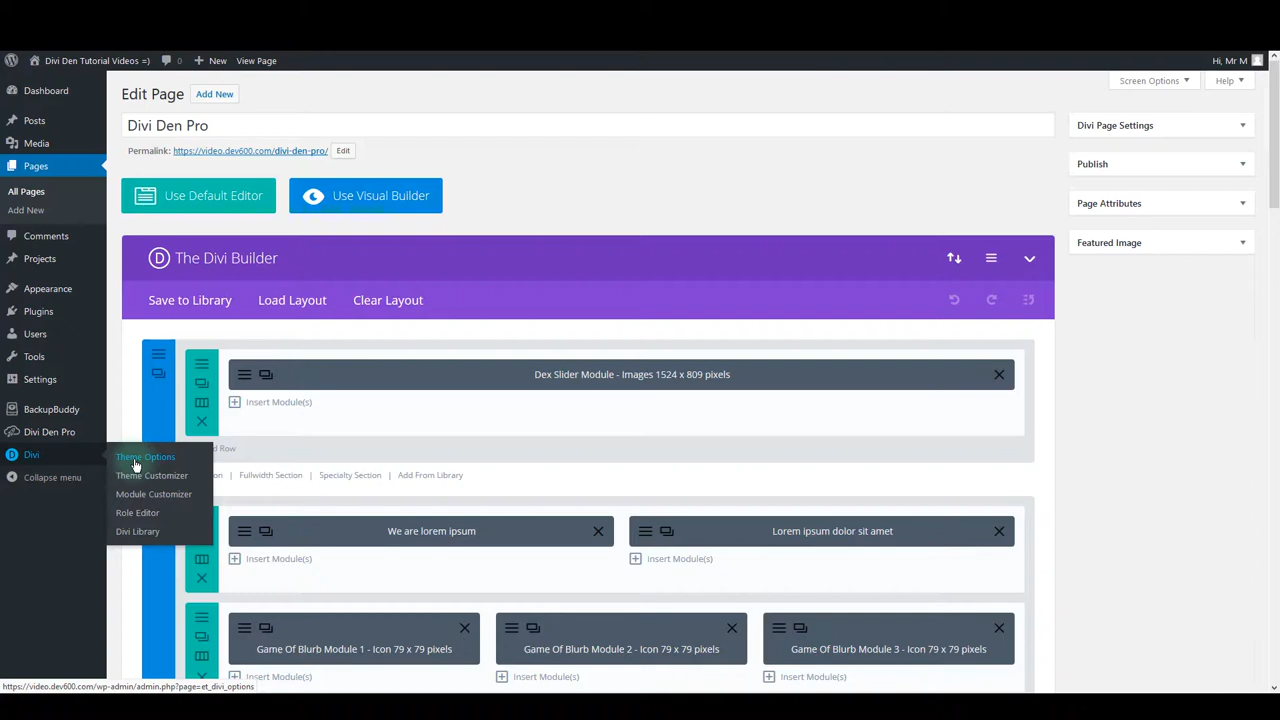 Divi Den Tutorial Videos =)
0
New
View Page
Hi, Mr M
Dashboard
Posts
Media
Pages
All Pages
Add New
Comments
Projects
Appearance
Plugins
Users
Tools
Settings
BackupBuddy
Divi Den Pro
Divi
Collapse menu
Theme Options
Theme Customizer
Module Customizer
Role Editor
Divi Library
Screen Options
Help
Edit Page
Add New
Divi Den Pro
Permalink: https://video.dev600.com/divi-den-pro/ Edit
Use Default Editor
Use Visual Builder
The Divi Builder
Save to Library
Load Layout
Clear Layout
Dex Slider Module - Images 1524 x 809 pixels
Insert Module(s)
Row
| Fullwidth Section | Specialty Section | Add From Library
We are lorem ipsum
Lorem ipsum dolor sit amet
Insert Module(s)
Insert Module(s)
Game Of Blurb Module 1 - Icon 79 x 79 pixels
Game Of Blurb Module 2 - Icon 79 x 79 pixels
Game Of Blurb Module 3 - Icon 79 x 79 pixels
Insert Module(s)
Insert Module(s)
Insert Module(s)
Divi Page Settings
Publish
Page Attributes
Featured Image
https://video.dev600.com/wp-admin/admin.php?page=et_divi_options